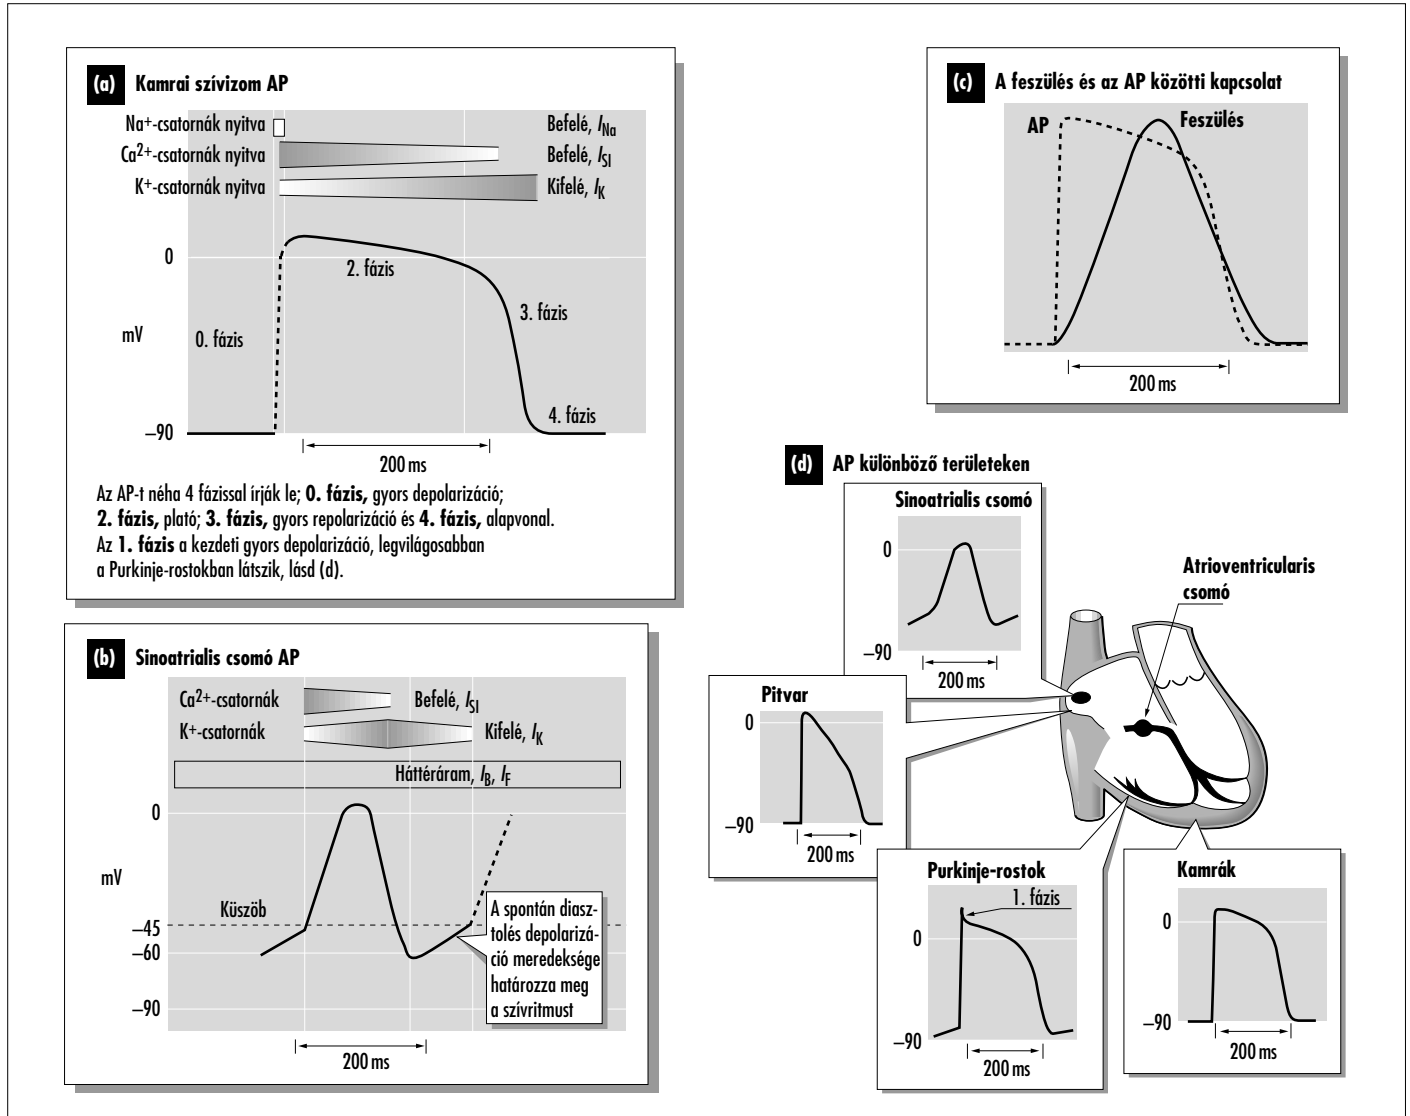 (a) Kamrai szívizom AP
Na+-csatornák nyitva
Befelé, INa
Ca2+-csatornák nyitva
Befelé, ISI
K+-csatornák nyitva
Kifelé, IK
0
2. fázis
3. fázis
mV
0. fázis
4. fázis
–90
200 ms
Az AP-t néha 4 fázissal írják le; 0. fázis, gyors depolarizáció;
2. fázis, plató; 3. fázis, gyors repolarizáció és 4. fázis, alapvonal.
Az 1. fázis a kezdeti gyors depolarizáció, legvilágosabban
a Purkinje-rostokban látszik, lásd (d).
(b) Sinoatrialis csomó AP
Ca2+-csatornák
Befelé, ISI
K+-csatornák
Kifelé, IK
Háttéráram, IB, IF
0
mV
Küszöb
–45
–60
–90
A spontán diasz-
tolés depolarizá-
ció meredeksége
határozza meg
a szívritmust
200 ms
(c) A feszülés és az AP közötti kapcsolat
AP
Feszülés
200 ms
(d) AP különböző területeken
Sinoatrialis csomó
0
–90
200 ms
Atrioventricularis
csomó
Pitvar
0
–90
200 ms
Purkinje-rostok
1. fázis
0
–90
200 ms
Kamrák
0
–90
200 ms